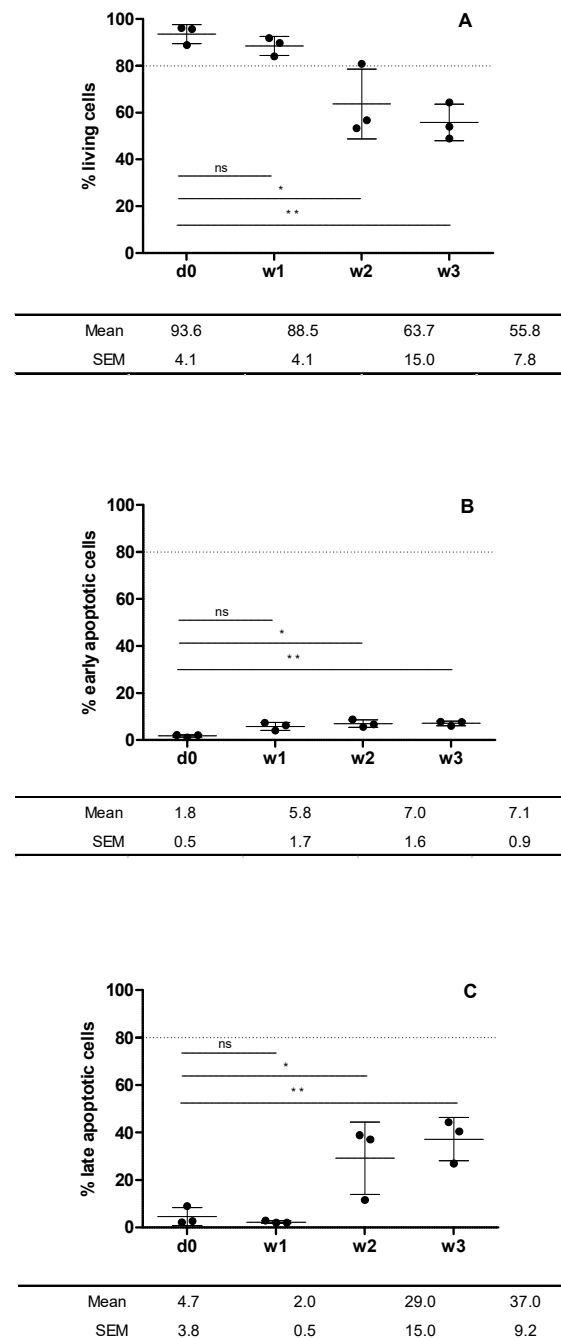 A
100
80
60
40
20
0
% living cells
ns
*
**
d0 w1 w2 w3
Mean 93.6 88.5 63.7 55.8
SEM 4.1 4.1 15.0 7.8
B
100
80
60
40
20
0
% early apoptotic cells
ns
*
**
d0 w1 w2 w3
Mean 1.8 5.8 7.0 7.1
SEM 0.5 1.7 1.6 0.9
C
100
80
60
40
20
0
% late apoptotic cells
ns
*
**
d0 w1 w2 w3
Mean 4.7 2.0 29.0 37.0
SEM 3.8 0.5 15.0 9.2